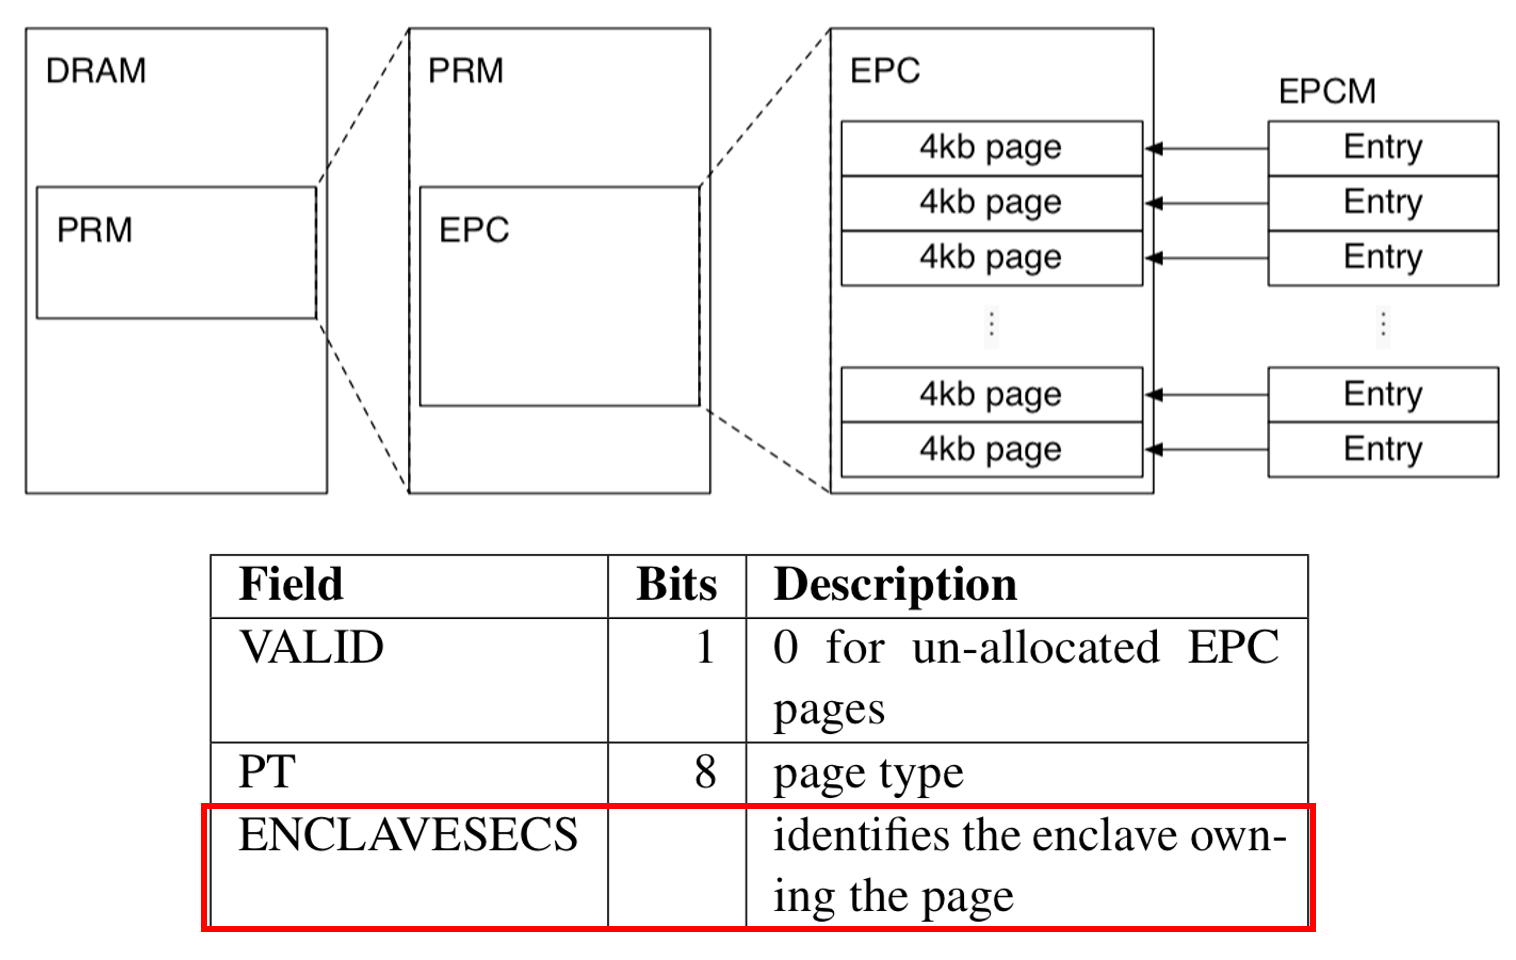 DRAM
PRM
PRM
EPC
EPC
4kb page
4kb page
4kb page
⋮
4kb page
4kb page
EPCM
Entry
Entry
Entry
⋮
Entry
Entry
Field Bits Description
VALID 1 0 for un-allocated EPC
pages
PT 8 page type
ENCLAVESECS identifies the enclave own-
ing the page